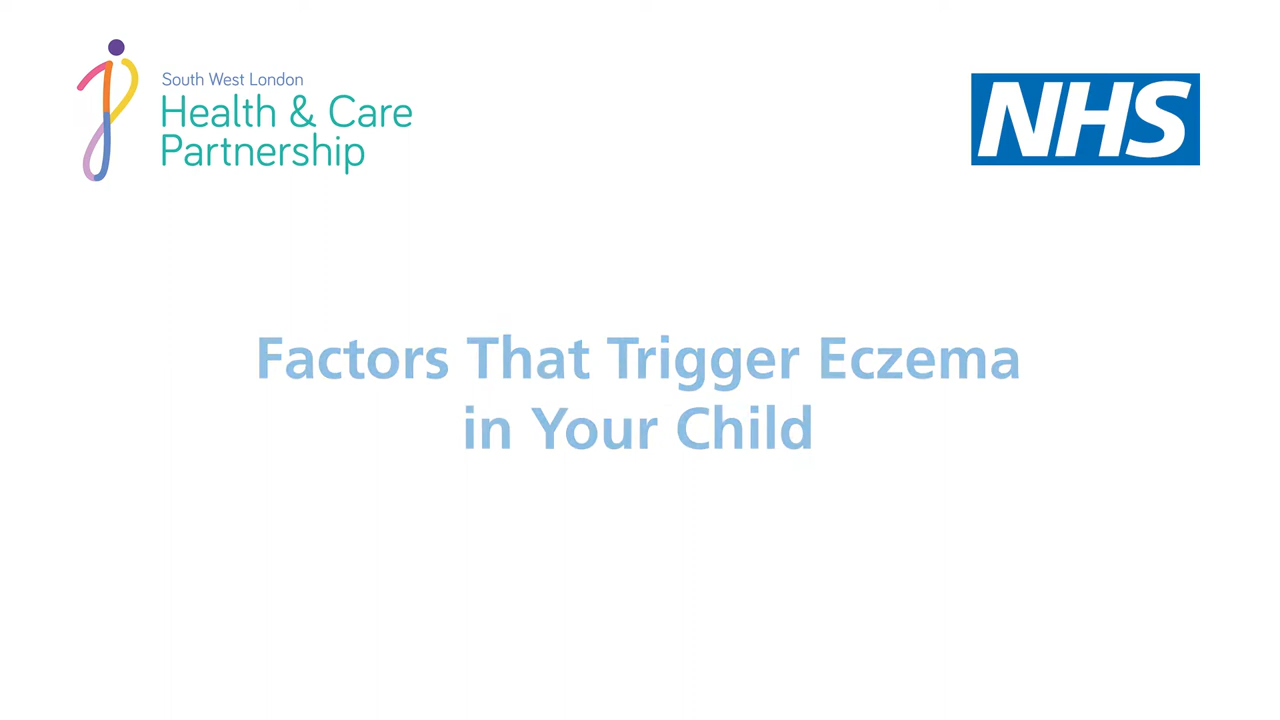 South West London
Health & Care
Partnership
NHS
Factors That Trigger Eczema
in Your Child